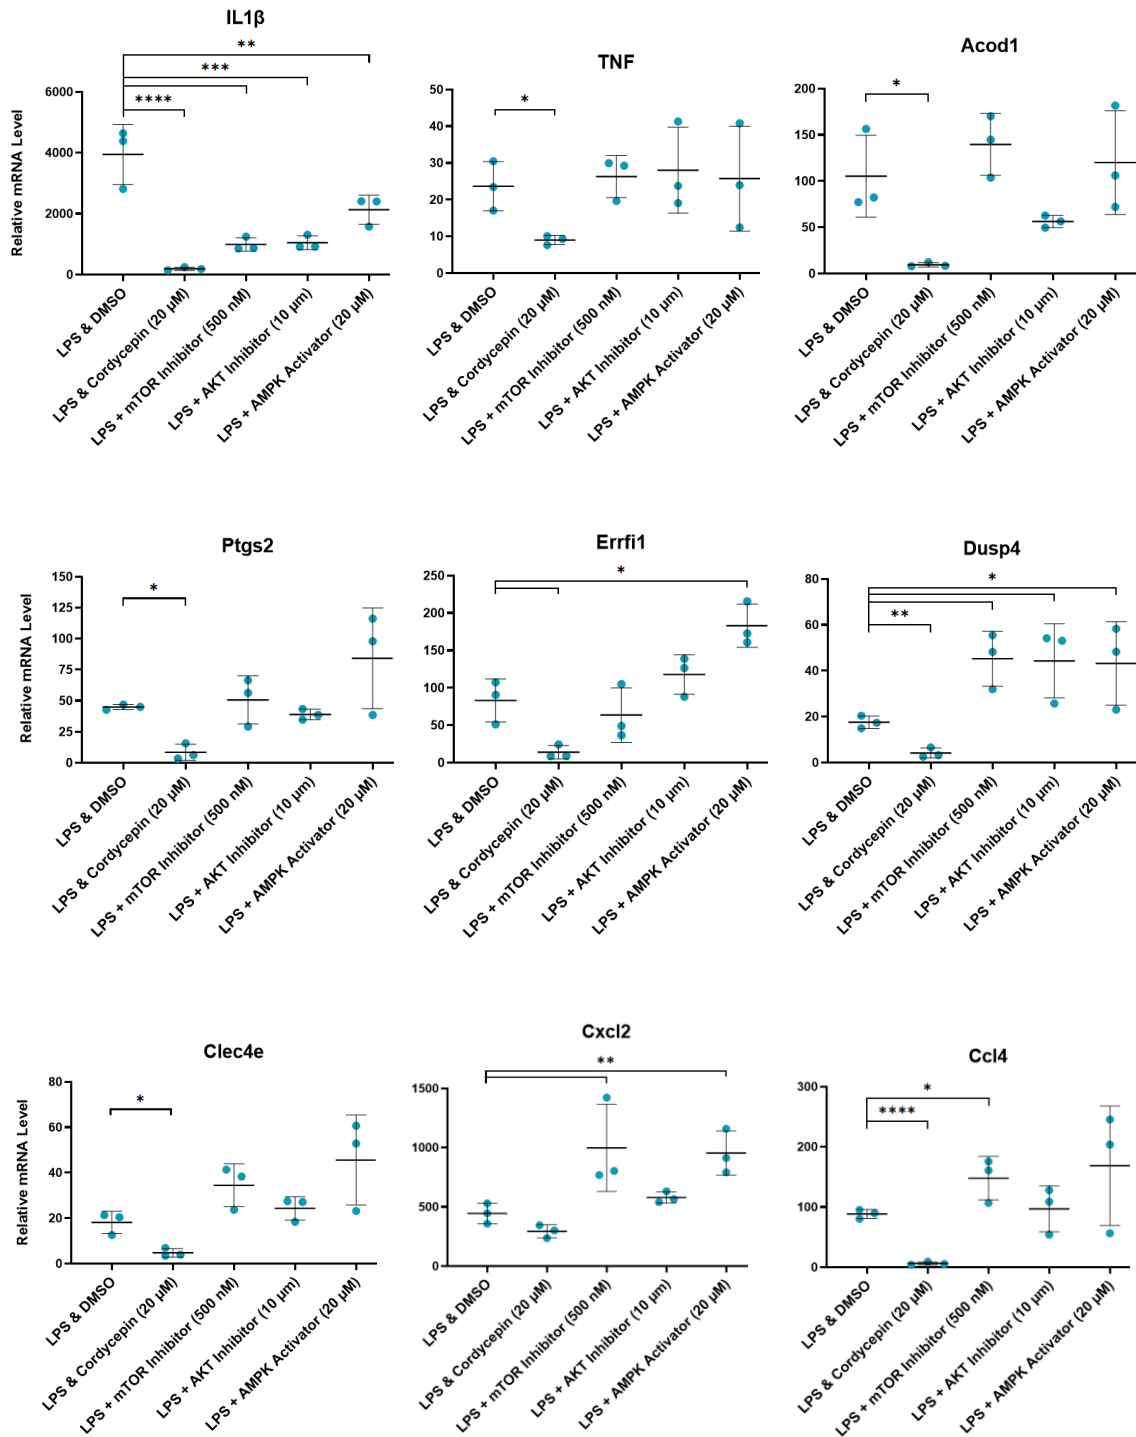 IL1β
**
***
****
Relative mRNA Level
6000
4000
2000
0
LPS & DMSO
LPS & Cordycepin (20 µM)
LPS + mTOR Inhibitor (500 nM)
LPS + AKT Inhibitor (10 µm)
LPS + AMPK Activator (20 µM)
TNF
*
50
40
30
20
10
0
LPS & DMSO
LPS & Cordycepin (20 µM)
LPS + mTOR Inhibitor (500 nM)
LPS + AKT Inhibitor (10 µm)
LPS + AMPK Activator (20 µM)
Acod1
*
200
150
100
50
0
LPS & DMSO
LPS & Cordycepin (20 µM)
LPS + mTOR Inhibitor (500 nM)
LPS + AKT Inhibitor (10 µm)
LPS + AMPK Activator (20 µM)
Ptgs2
*
Relative mRNA Level
150
125
100
75
50
25
0
LPS & DMSO
LPS & Cordycepin (20 µM)
LPS + mTOR Inhibitor (500 nM)
LPS + AKT Inhibitor (10 µm)
LPS + AMPK Activator (20 µM)
Errfi1
*
250
200
150
100
50
0
LPS & DMSO
LPS & Cordycepin (20 µM)
LPS + mTOR Inhibitor (500 nM)
LPS + AKT Inhibitor (10 µm)
LPS + AMPK Activator (20 µM)
Dusp4
*
**
80
60
40
20
0
LPS & DMSO
LPS & Cordycepin (20 µM)
LPS + mTOR Inhibitor (500 nM)
LPS + AKT Inhibitor (10 µm)
LPS + AMPK Activator (20 µM)
Clec4e
*
Relative mRNA Level
80
60
40
20
0
LPS & DMSO
LPS & Cordycepin (20 µM)
LPS + mTOR Inhibitor (500 nM)
LPS + AKT Inhibitor (10 µm)
LPS + AMPK Activator (20 µM)
Cxcl2
**
1500
1000
500
0
LPS & DMSO
LPS & Cordycepin (20 µM)
LPS + mTOR Inhibitor (500 nM)
LPS + AKT Inhibitor (10 µm)
LPS + AMPK Activator (20 µM)
Ccl4
*
****
300
200
100
0
LPS & DMSO
LPS & Cordycepin (20 µM)
LPS + mTOR Inhibitor (500 nM)
LPS + AKT Inhibitor (10 µm)
LPS + AMPK Activator (20 µM)